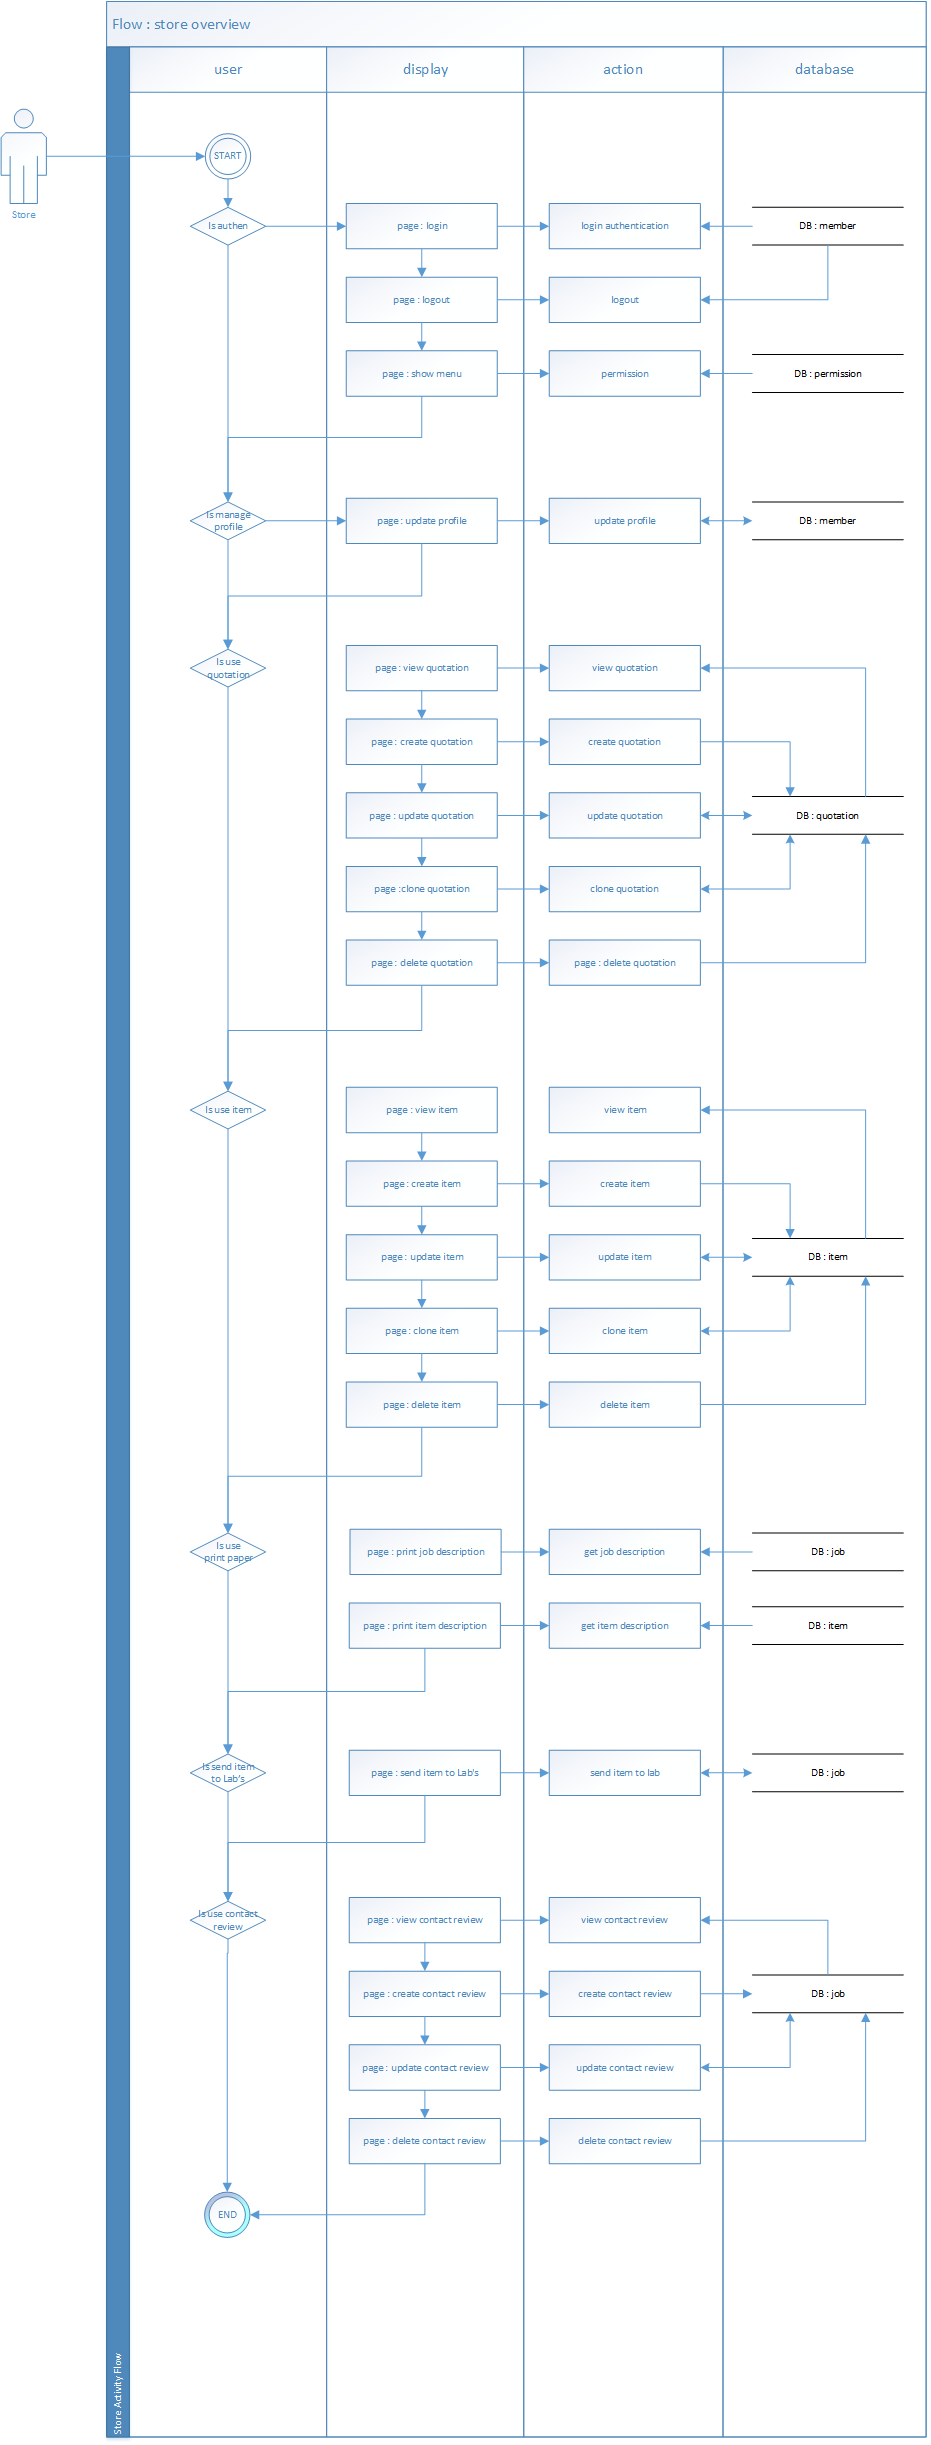 Flow : store overview
user
display
action
database
START
Store
Is authen
page : login
login authentication
DB : member
page : logout
logout
page : show menu
permission
DB : permission
Is manage
profile
page : update profile
update profile
DB : member
Is use
quotation
page : view quotation
view quotation
page : create quotation
create quotation
page : update quotation
update quotation
DB : quotation
page :clone quotation
clone quotation
page : delete quotation
page : delete quotation
Is use item
page : view item
view item
page : create item
create item
page : update item
update item
DB : item
page : clone item
clone item
page : delete item
delete item
Is use
print paper
page : print job description
get job description
DB : job
page : print item description
get item description
DB : item
Is send item
to Lab's
page : send item to Lab's
send item to lab
DB : job
Is use contact
review
page : view contact review
view contact review
page : create contact review
create contact review
DB : job
page : update contact review
update contact review
page : delete contact review
delete contact review
END
Store Activity Flow